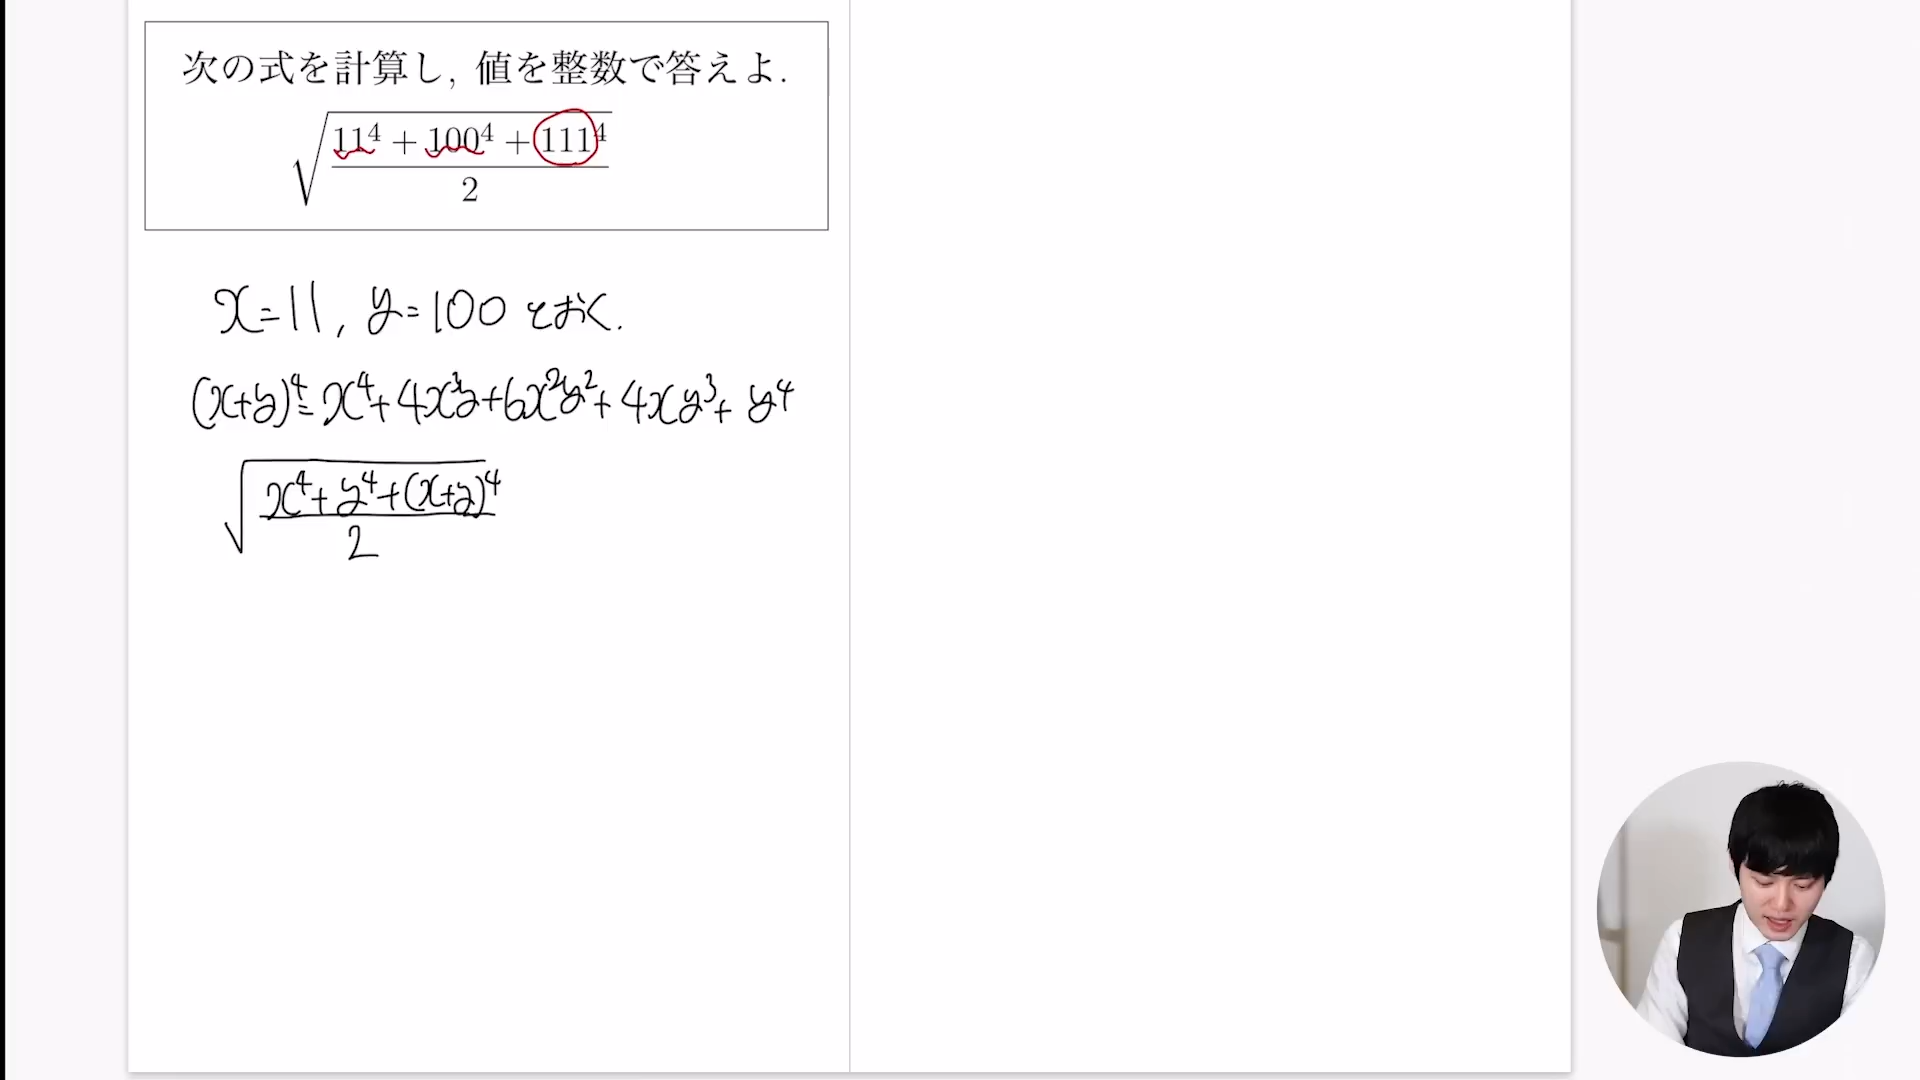 次の式を計算し, 値を整数で答えよ.
√((11⁴ + 100⁴ + 111⁴)/2)
x=11, y=100 とおく.
(x+y)⁴=x⁴+4x³y+6x²y²+4xy³+y⁴
√((x⁴+y⁴+(x+y)⁴)/2)